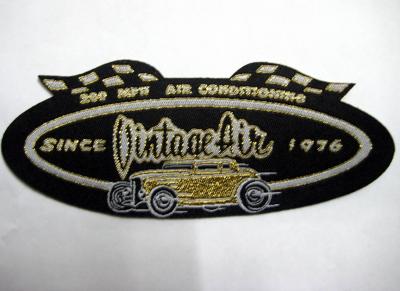 200 MPH AIR CONDITIONING
Vintage Air
SINCE 1976